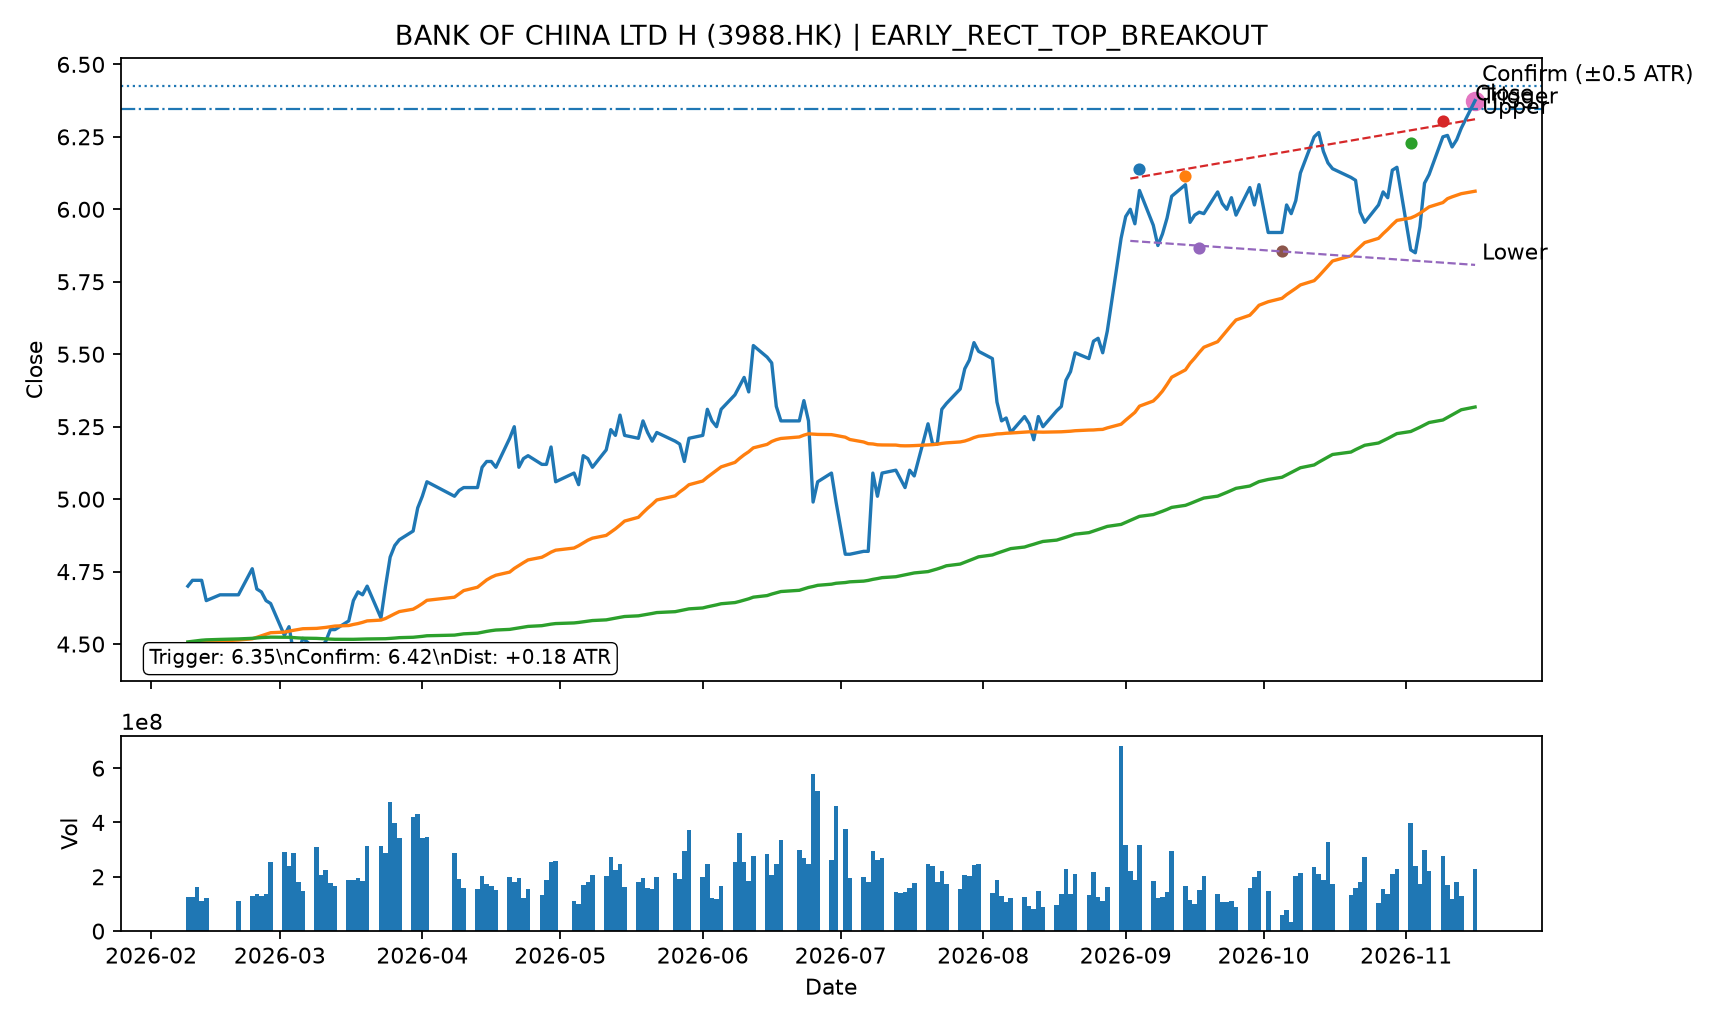 BANK OF CHINA LTD H (3988.HK) | EARLY_RECT_TOP_BREAKOUT
6.50
6.25
6.00
5.75
5.50
5.25
5.00
4.75
4.50
Close
Confirm (±0.5 ATR)
Close
Trigger
Upper
Lower
Trigger: 6.35\nConfirm: 6.42\nDist: +0.18 ATR
1e8
6
4
2
0
Vol
2026-02 2026-03 2026-04 2026-05 2026-06 2026-07 2026-08 2026-09 2026-10 2026-11
Date